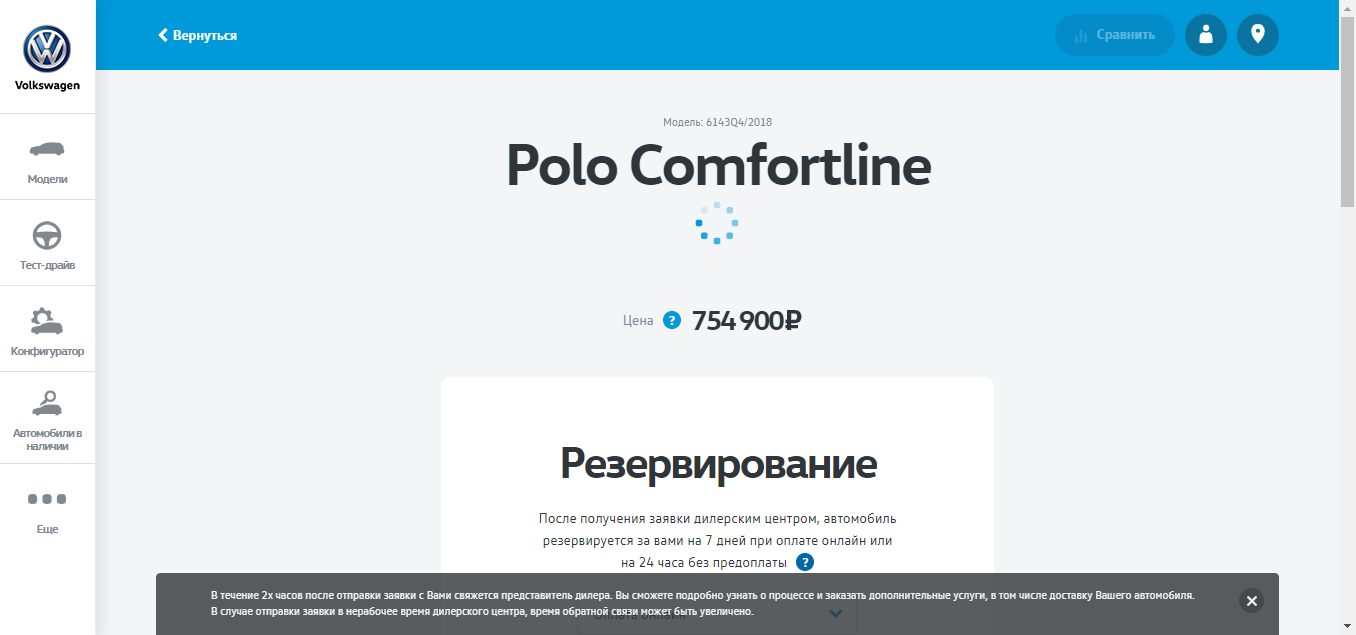 Volkswagen
Модели
Тест-драйв
Конфигуратор
Автомобили в
наличии
Еще
Вернуться
Сравнить
Модель: 6143Q4/2018
Polo Comfortline
Цена ? 754 900₽
Резервирование
После получения заявки дилерским центром, автомобиль
резервируется за вами на 7 дней при оплате онлайн или
на 24 часа без предоплаты ?
В течение 2х часов после отправки заявки с Вами свяжется представитель дилера. Вы сможете подробно узнать о процессе и заказать дополнительные услуги, в том числе доставку Вашего автомобиля.
В случае отправки заявки в нерабочее время дилерского центра, время обратной связи может быть увеличено.
Оплата онлайн